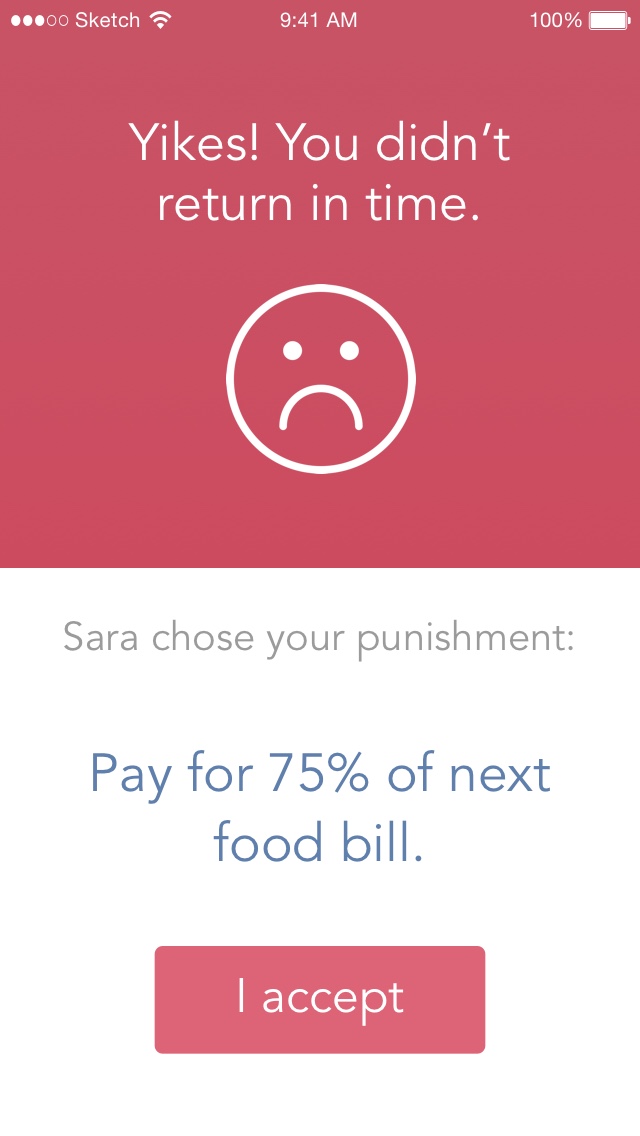 Sketch 9:41 AM 100%
Yikes! You didn’t
return in time.
Sara chose your punishment:
Pay for 75% of next
food bill.
I accept